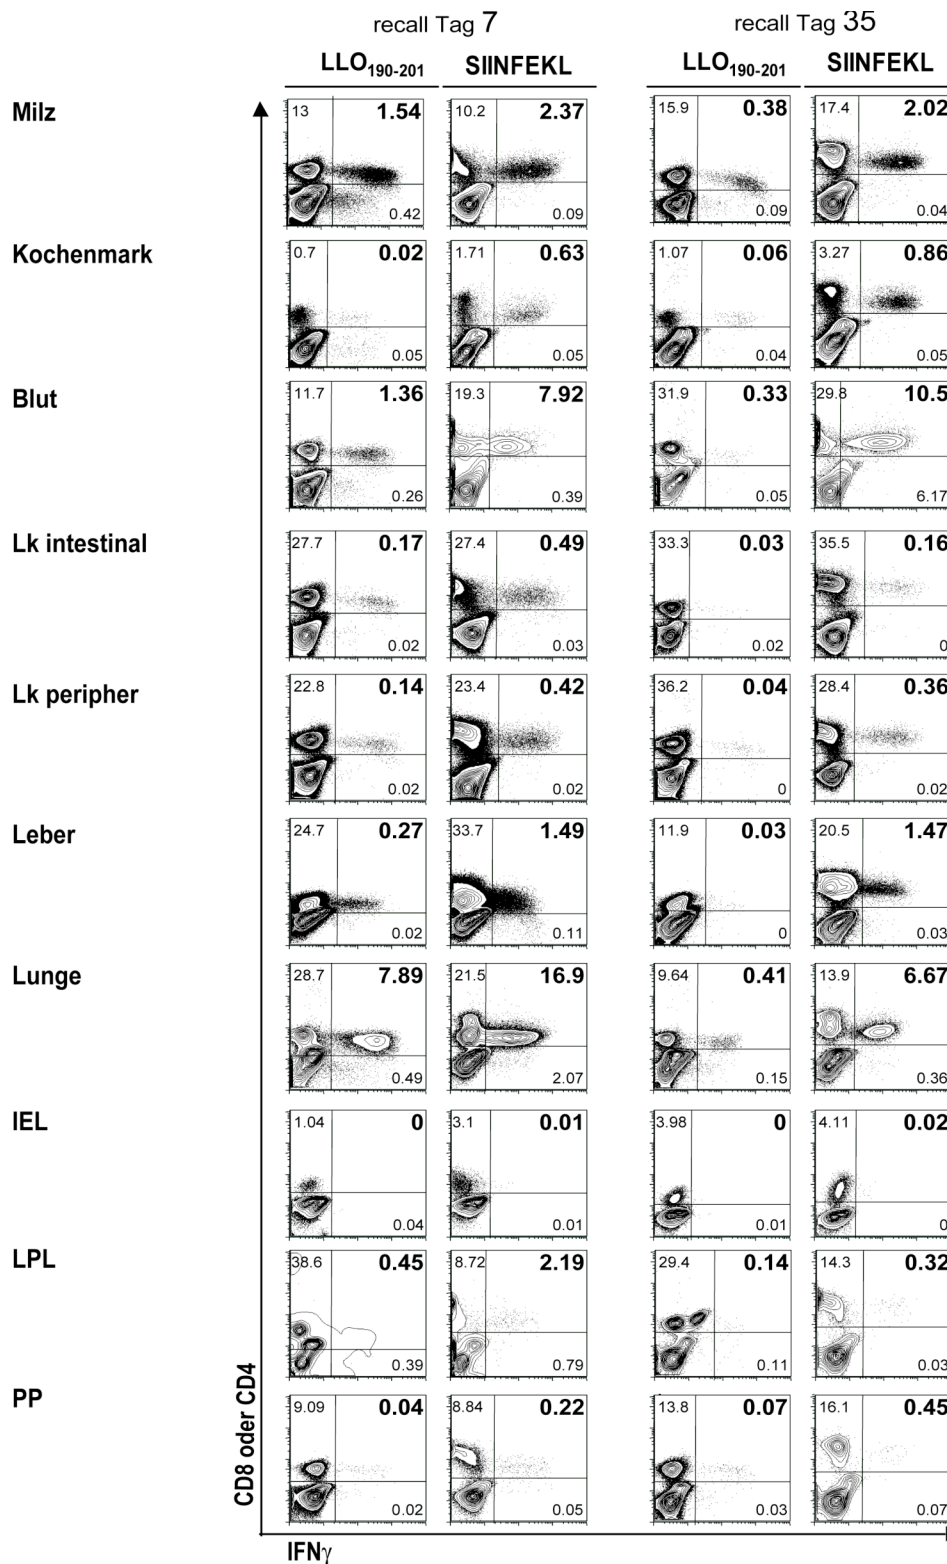 recall Tag 7 recall Tag 35
LLO190-201 SIINFEKL LLO190-201 SIINFEKL
Milz 13 1.54 10.2 2.37 15.9 0.38 17.4 2.02
0.42 0.09 0.09 0.04
Kochenmark 0.7 0.02 1.71 0.63 1.07 0.06 3.27 0.86
0.05 0.05 0.04 0.05
Blut 11.7 1.36 19.3 7.92 31.9 0.33 29.8 10.5
0.26 0.39 0.05 6.17
Lk intestinal 27.7 0.17 27.4 0.49 33.3 0.03 35.5 0.16
0.02 0.03 0.02 0
Lk peripher 22.8 0.14 23.4 0.42 36.2 0.04 28.4 0.36
0.02 0.02 0 0.02
Leber 24.7 0.27 33.7 1.49 11.9 0.03 20.5 1.47
0.02 0.11 0 0.03
Lunge 28.7 7.89 21.5 16.9 9.64 0.41 13.9 6.67
0.49 2.07 0.15 0.36
IEL 1.04 0 3.1 0.01 3.98 0 4.11 0.02
0.04 0.01 0.01 0
LPL 38.6 0.45 8.72 2.19 29.4 0.14 14.3 0.32
0.39 0.79 0.11 0.03
PP 9.09 0.04 8.84 0.22 13.8 0.07 16.1 0.45
0.02 0.05 0.03 0.07
CD8 oder CD4
IFNγ